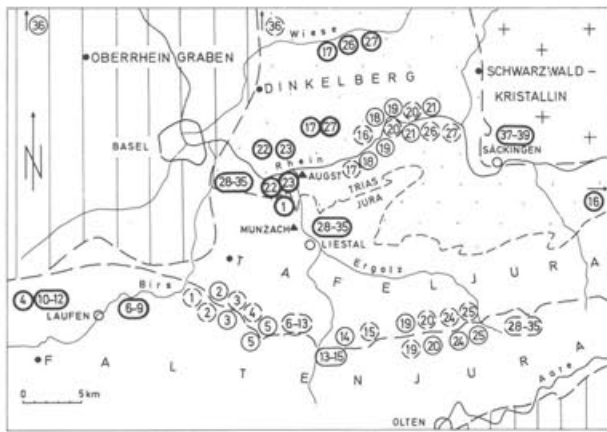 36
36
Wiese
17 26 27
OBERRHEIN GRABEN
DINKELBERG
SCHWARZWALD-
KRISTALLIN
N
BASEL
17 27
18 19 20 21
16 20 21 26 27
22 23
Rhein
17 18 19
37-39
SÄCKINGEN
AUGST
28-35
22 23
TRIAS
JURA
16
1
MUNZACH
28-35
LIESTAL
TAFELJURA
Ergolz
Birs
4 10-12
6-9
LAUFEN
1 2 3 4
2 3 5 6-13
5
14 15 19 20 24 25
28-35
13-15
19 20 24 25
FALTENJURA
Aare
0 5 km
OLTEN